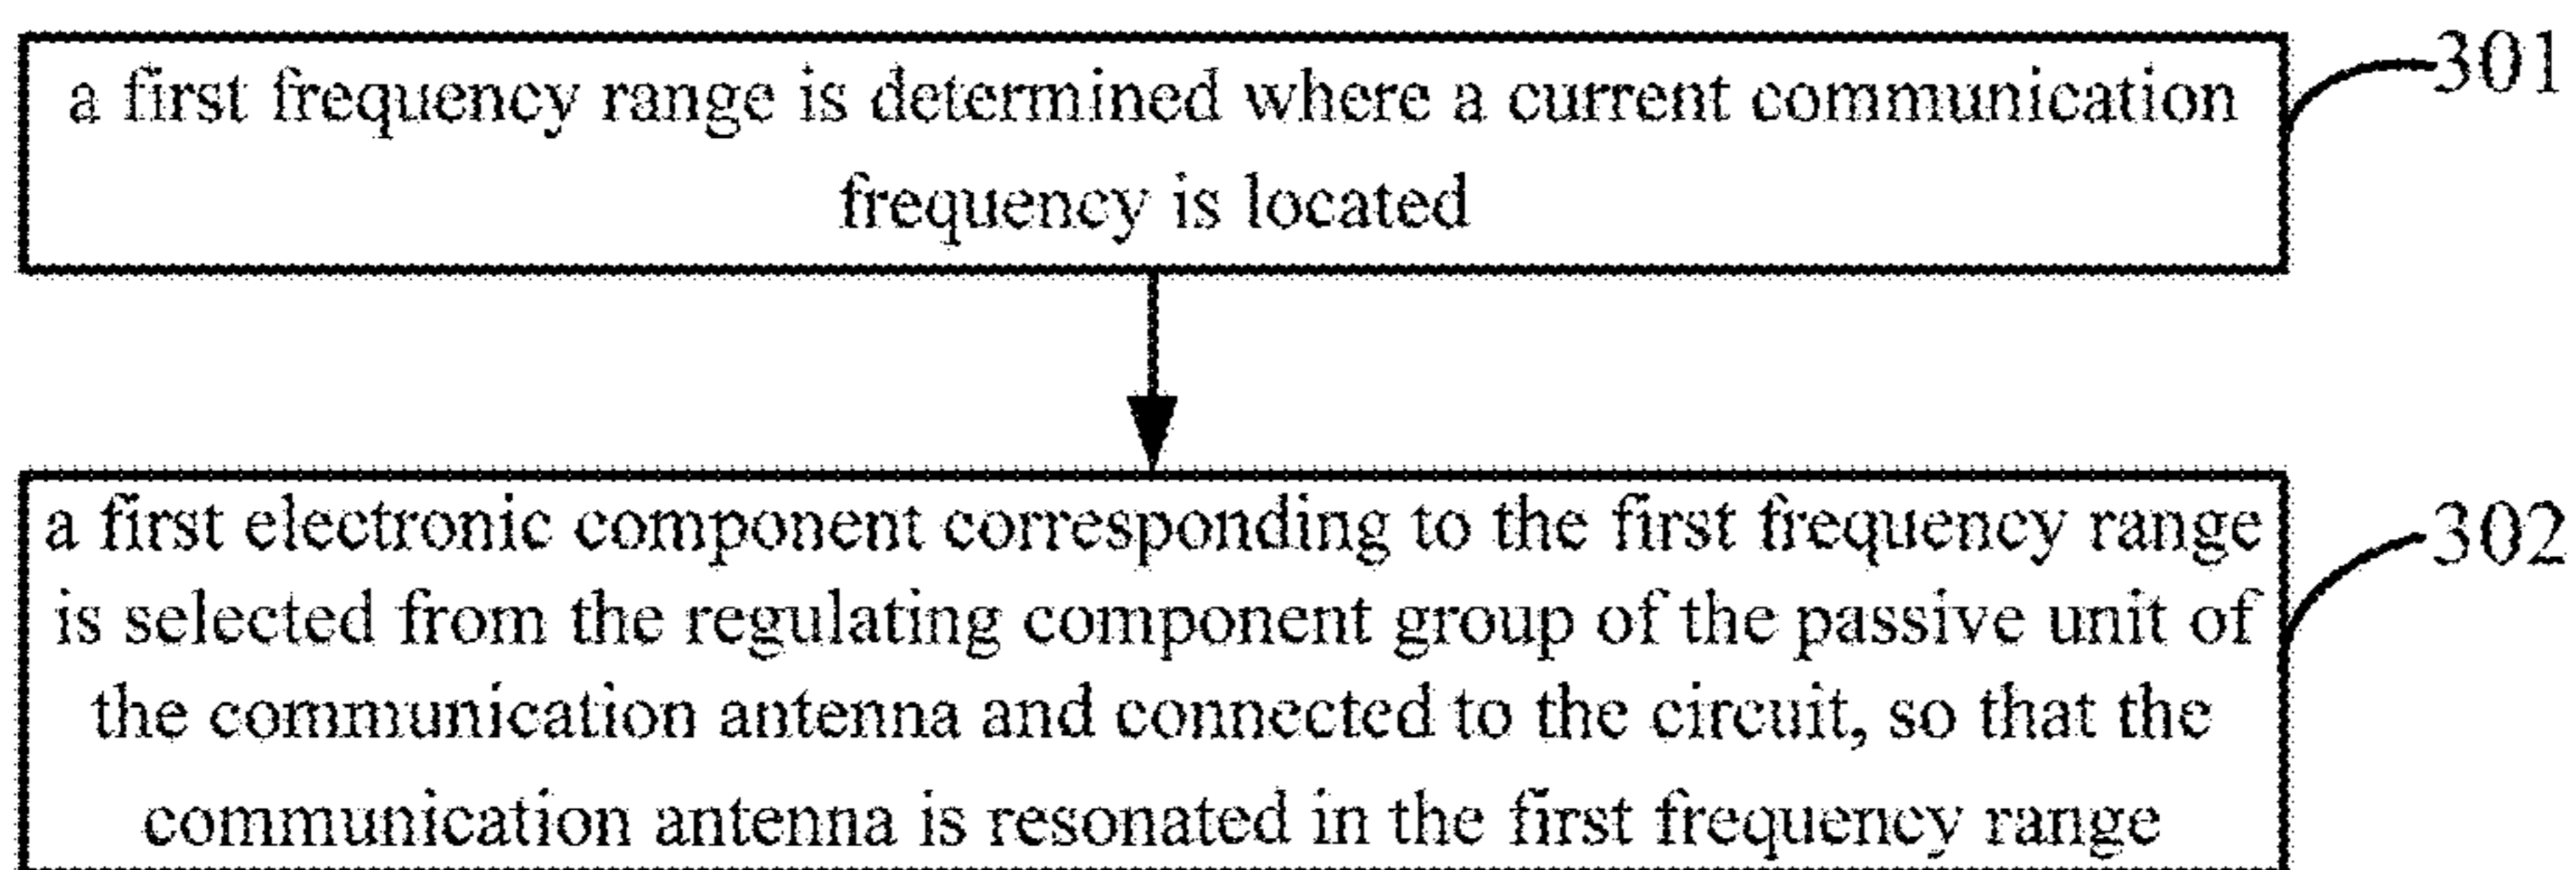 a first frequency range is determined where a current communication
frequency is located
301
a first electronic component corresponding to the first frequency range
is selected from the regulating component group of the passive unit of
the communication antenna and connected to the circuit, so that the
communication antenna is resonated in the first frequency range
302